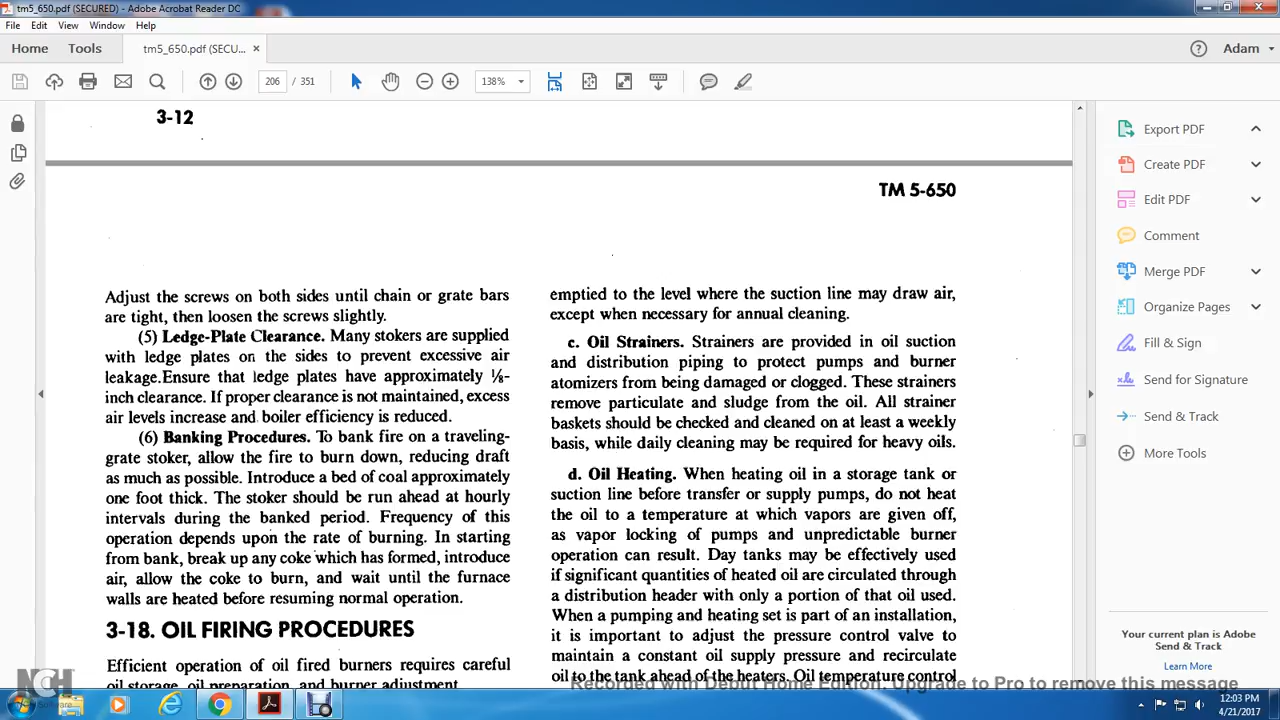 tm5_650.pdf (SECURED) - Adobe Acrobat Reader DC
File Edit View Window Help
Home Tools tm5_650.pdf (SECU... × Adam
206 / 351 138%
3-12
TM 5-650
Adjust the screws on both sides until chain or grate bars
are tight, then loosen the screws slightly.
(5) Ledge-Plate Clearance. Many stokers are supplied
with ledge plates on the sides to prevent excessive air
leakage.Ensure that ledge plates have approximately ⅛-
inch clearance. If proper clearance is not maintained, excess
air levels increase and boiler efficiency is reduced.
(6) Banking Procedures. To bank fire on a traveling-
grate stoker, allow the fire to burn down, reducing draft
as much as possible. Introduce a bed of coal approximately
one foot thick. The stoker should be run ahead at hourly
intervals during the banked period. Frequency of this
operation depends upon the rate of burning. In starting
from bank, break up any coke which has formed, introduce
air, allow the coke to burn, and wait until the furnace
walls are heated before resuming normal operation.
3-18. OIL FIRING PROCEDURES
Efficient operation of oil fired burners requires careful
oil storage, oil preparation, and burner adjustment.
emptied to the level where the suction line may draw air,
except when necessary for annual cleaning.
c. Oil Strainers. Strainers are provided in oil suction
and distribution piping to protect pumps and burner
atomizers from being damaged or clogged. These strainers
remove particulate and sludge from the oil. All strainer
baskets should be checked and cleaned on at least a weekly
basis, while daily cleaning may be required for heavy oils.
d. Oil Heating. When heating oil in a storage tank or
suction line before transfer or supply pumps, do not heat
the oil to a temperature at which vapors are given off,
as vapor locking of pumps and unpredictable burner
operation can result. Day tanks may be effectively used
if significant quantities of heated oil are circulated through
a distribution header with only a portion of that oil used.
When a pumping and heating set is part of an installation,
it is important to adjust the pressure control valve to
maintain a constant oil supply pressure and recirculate
oil to the tank ahead of the heaters. Oil temperature control
Export PDF
Create PDF
Edit PDF
Comment
Merge PDF
Organize Pages
Fill & Sign
Send for Signature
Send & Track
More Tools
Your current plan is Adobe
Send & Track
Learn More
Recorded with Debut Home Edition. Upgrade to Pro to remove this message
NCH Software
12:03 PM
4/21/2017